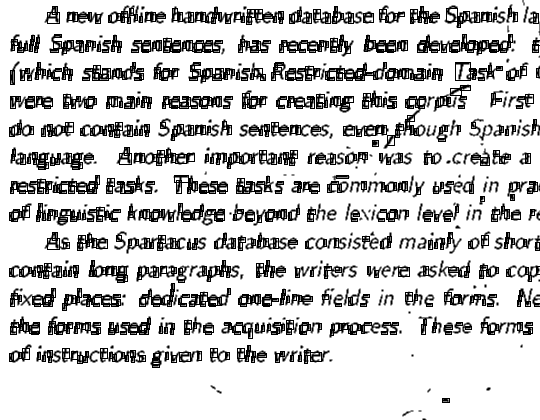 A new offline handwritten database for the Spanish la
full Spanish sentences, has recently been developed: t
(which stands for Spanish Restricted-domain Task of C
were two main reasons for creating this corpus First
do not contain Spanish sentences, even though Spanish
language. Another important reason was to create a
restricted tasks. These tasks are commonly used in pra
of linguistic knowledge beyond the lexicon level in the re
As the Spartacus database consisted mainly of short
contain long paragraphs, the writers were asked to cop
fixed places: dedicated one-line fields in the forms. Ne
the forms used in the acquisition process. These forms
of instructions given to the writer.